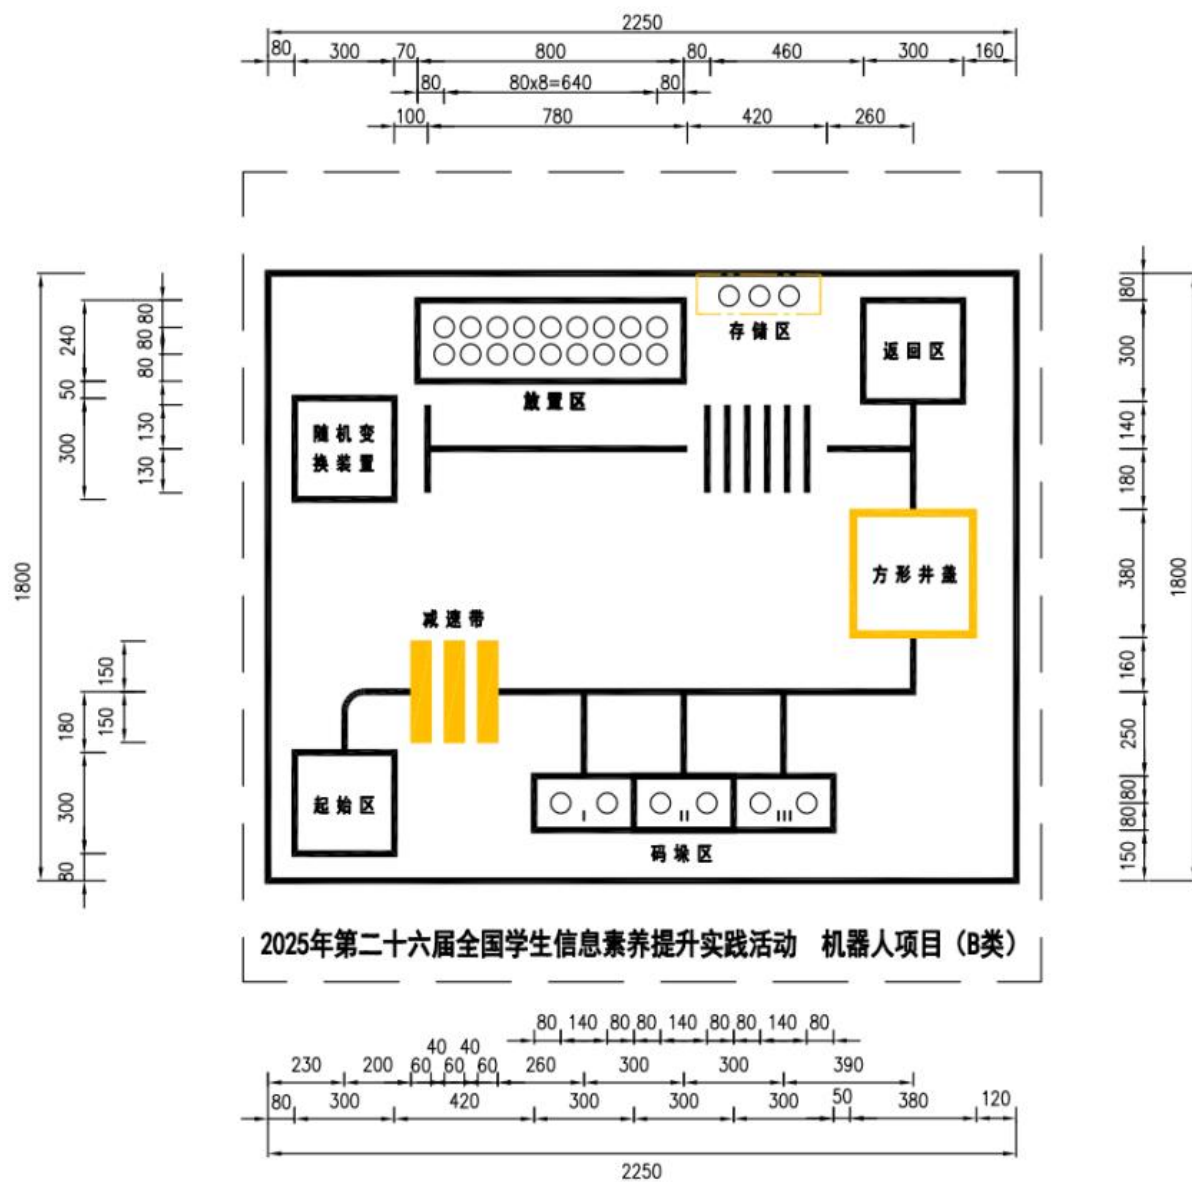 2250
80 300 70 800 80 460 300 160
80 80x8=640 80
100 780 420 260
存储区
返回区
放置区
随机变
换装置
方形井盖
减速带
起始区
I II III
码垛区
240
50
300
80
80
80
130
130
1800
150
150
180
300
80
80
300
140
180
380
160
250
80
80
150
1800
2025年第二十六届全国学生信息素养提升实践活动 机器人项目（B类）
80 140 80 80 140 80 80 140 80
40 40
230 200 60 60 60 260 300 300 390
80 300 420 300 300 300 50 380 120
2250